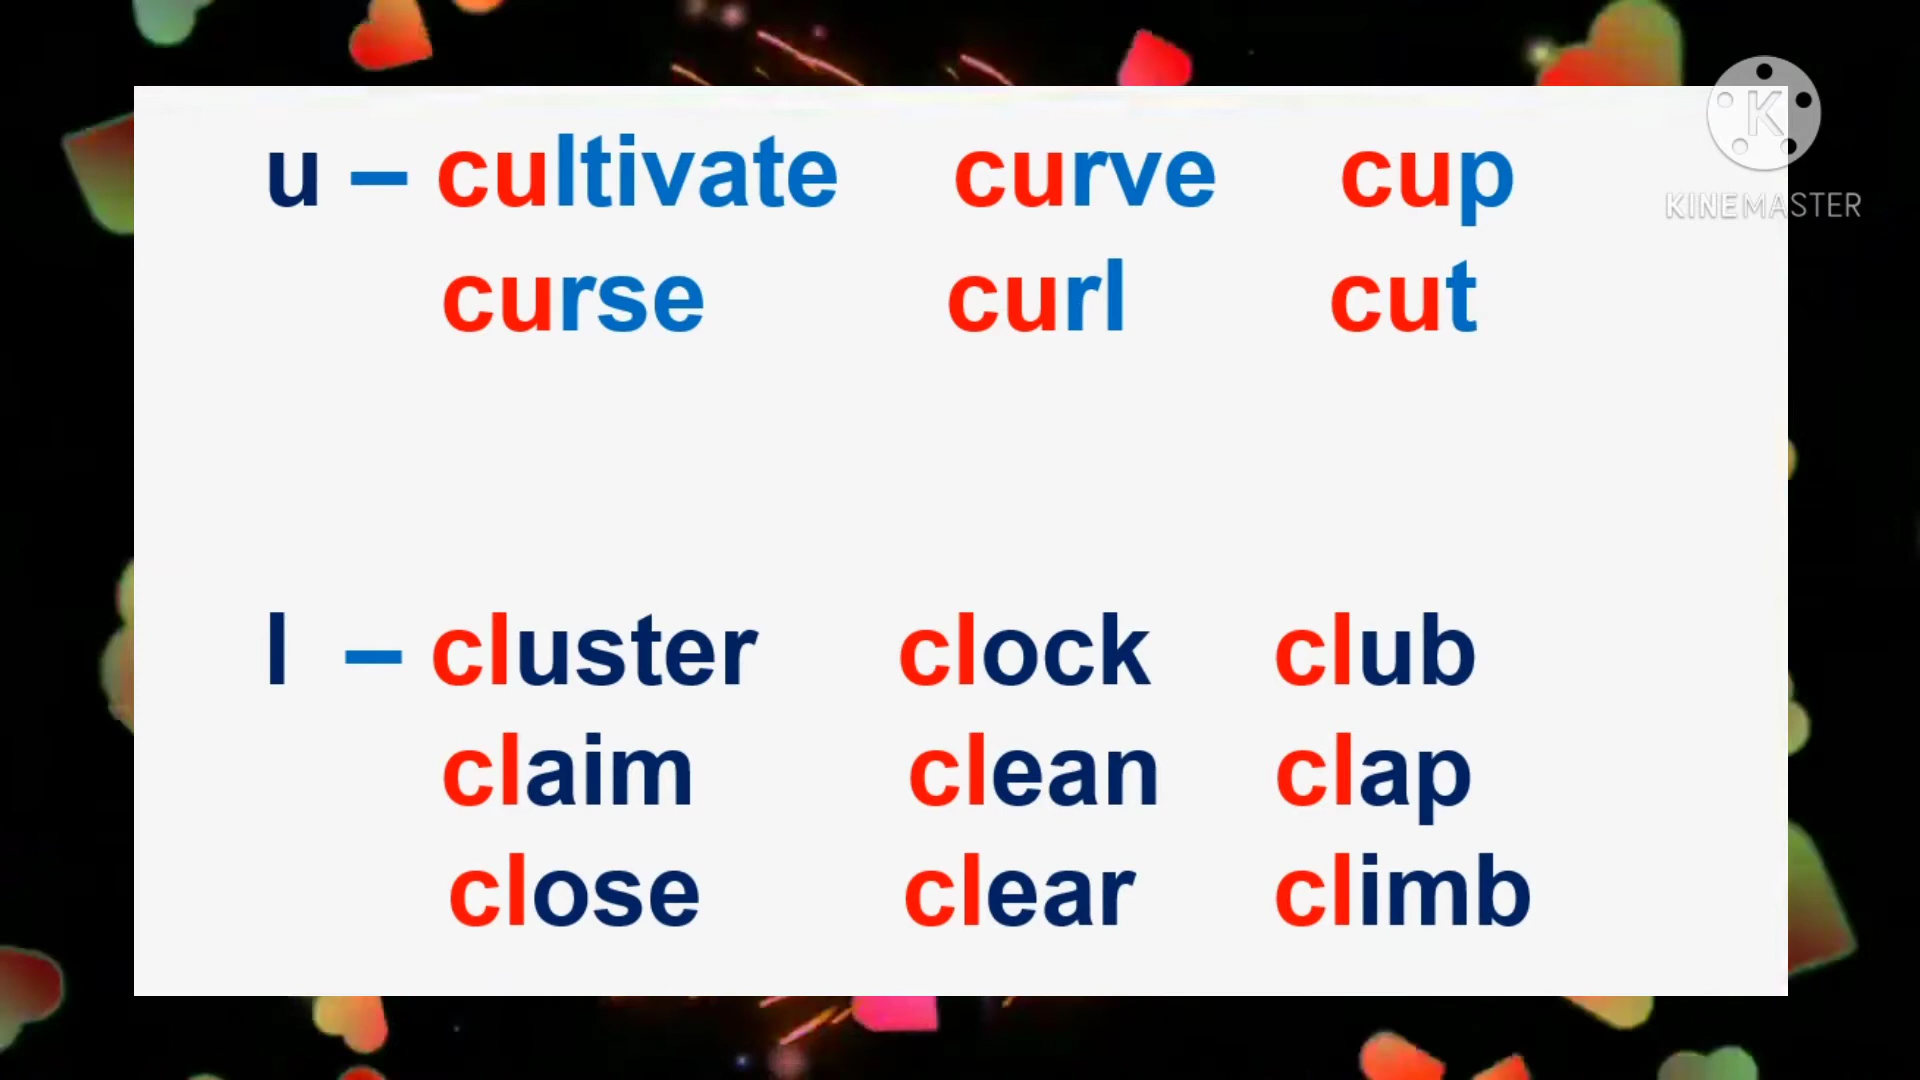 u – cultivate curve cup
curse curl cut
l – cluster clock club
claim clean clap
close clear climb
K
KINEMASTER